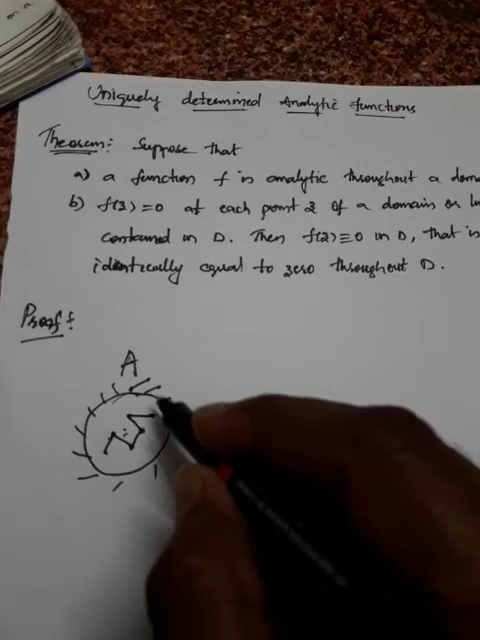 on a
Uniquely determined Analytic functions
Theorem: Suppose that
a) a function f is analytic throughout a
b) f(z)=0 at each point z of a domain or
contained in D. Then f(z)≡0 in D, that is
identically equal to zero throughout D.
Proof:
A